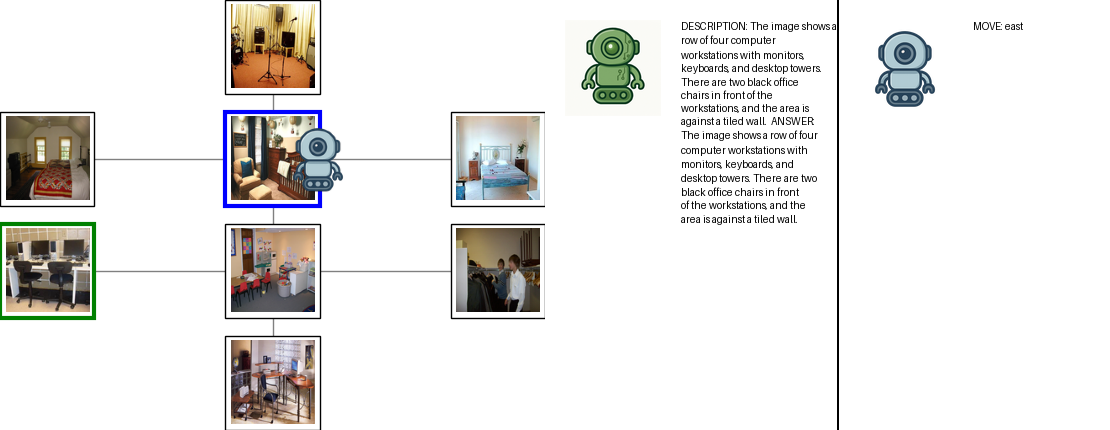 DESCRIPTION: The image shows a
row of four computer
workstations with monitors,
keyboards, and desktop towers.
There are two black office
chairs in front of the
workstations, and the area is
against a tiled wall. ANSWER:
The image shows a row of four
computer workstations with
monitors, keyboards, and
desktop towers. There are two
black office chairs in front
of the workstations, and the
area is against a tiled wall.
MOVE: east